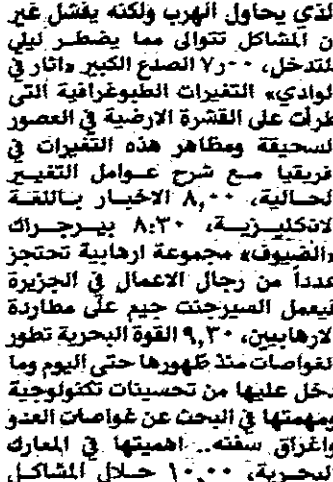 لذي يحاول الهرب ولكنه يفشل غير
ن المشاكل تتوالى مما يضطر ليلي
لتدخل، ٧٫٠٠ الصدع الكبير «آثار في
لوادي» التغيرات الطبوغرافية التي
طرأت على القشرة الارضية في العصور
لسحيقة ومظاهر هذه التغيرات في
فريقيا مع شرح عوامل التغيير
لحالية، ٨٫٠٠ الاخبار باللغة
لانكليزية، ٨:٣٠ بيرجراك
«الضيوف» مجموعة ارهابية تحتجز
عدداً من رجال الاعمال في الجزيرة
ليعمل السيرجنت جيم على مطاردة
لارهابيين، ٩٫٣٠ القوة البحرية تطور
لغواصات منذ ظهورها حتى اليوم وما
دخل عليها من تحسينات تكنولوجية
ومهمتها في البحث عن غواصات العدو
واغراق سفنه.. اهميتها في المعارك
لبحرية، ١٠٫٠٠ حلال المشاكل